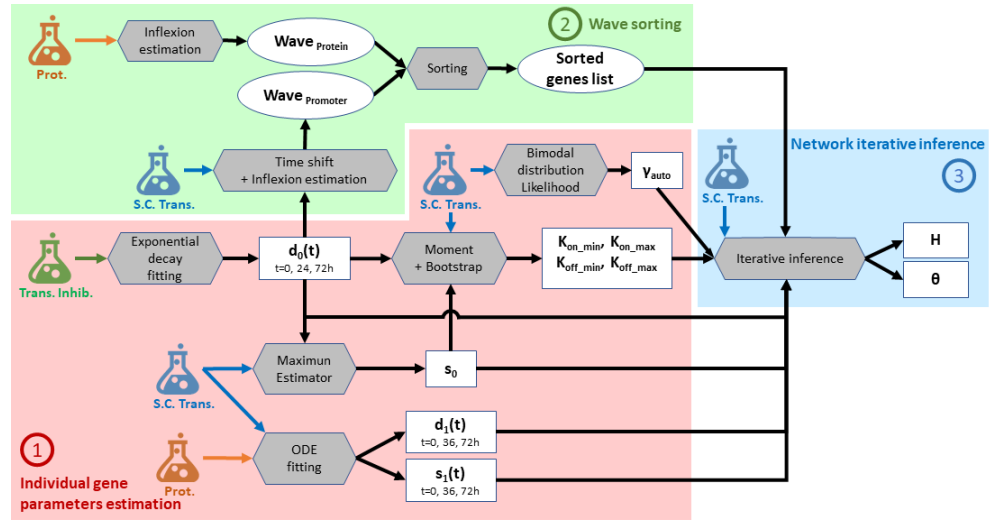 2
Wave sorting
Inflexion
estimation
Wave Protein
Prot.
Sorting
Sorted
genes list
Wave Promoter
Time shift
+ Inflexion estimation
S.C. Trans.
Bimodal
distribution
Likelihood
γauto
S.C. Trans.
Network iterative inference
3
S.C. Trans.
Exponential
decay
fitting
Trans. Inhib.
d0(t)
t=0, 24, 72h
Moment
+ Bootstrap
Kon_min, Kon_max
Koff_min, Koff_max
Iterative inference
H
θ
Maximun
Estimator
s0
S.C. Trans.
ODE
fitting
Prot.
d1(t)
t=0, 36, 72h
s1(t)
t=0, 36, 72h
1
Individual gene
parameters estimation